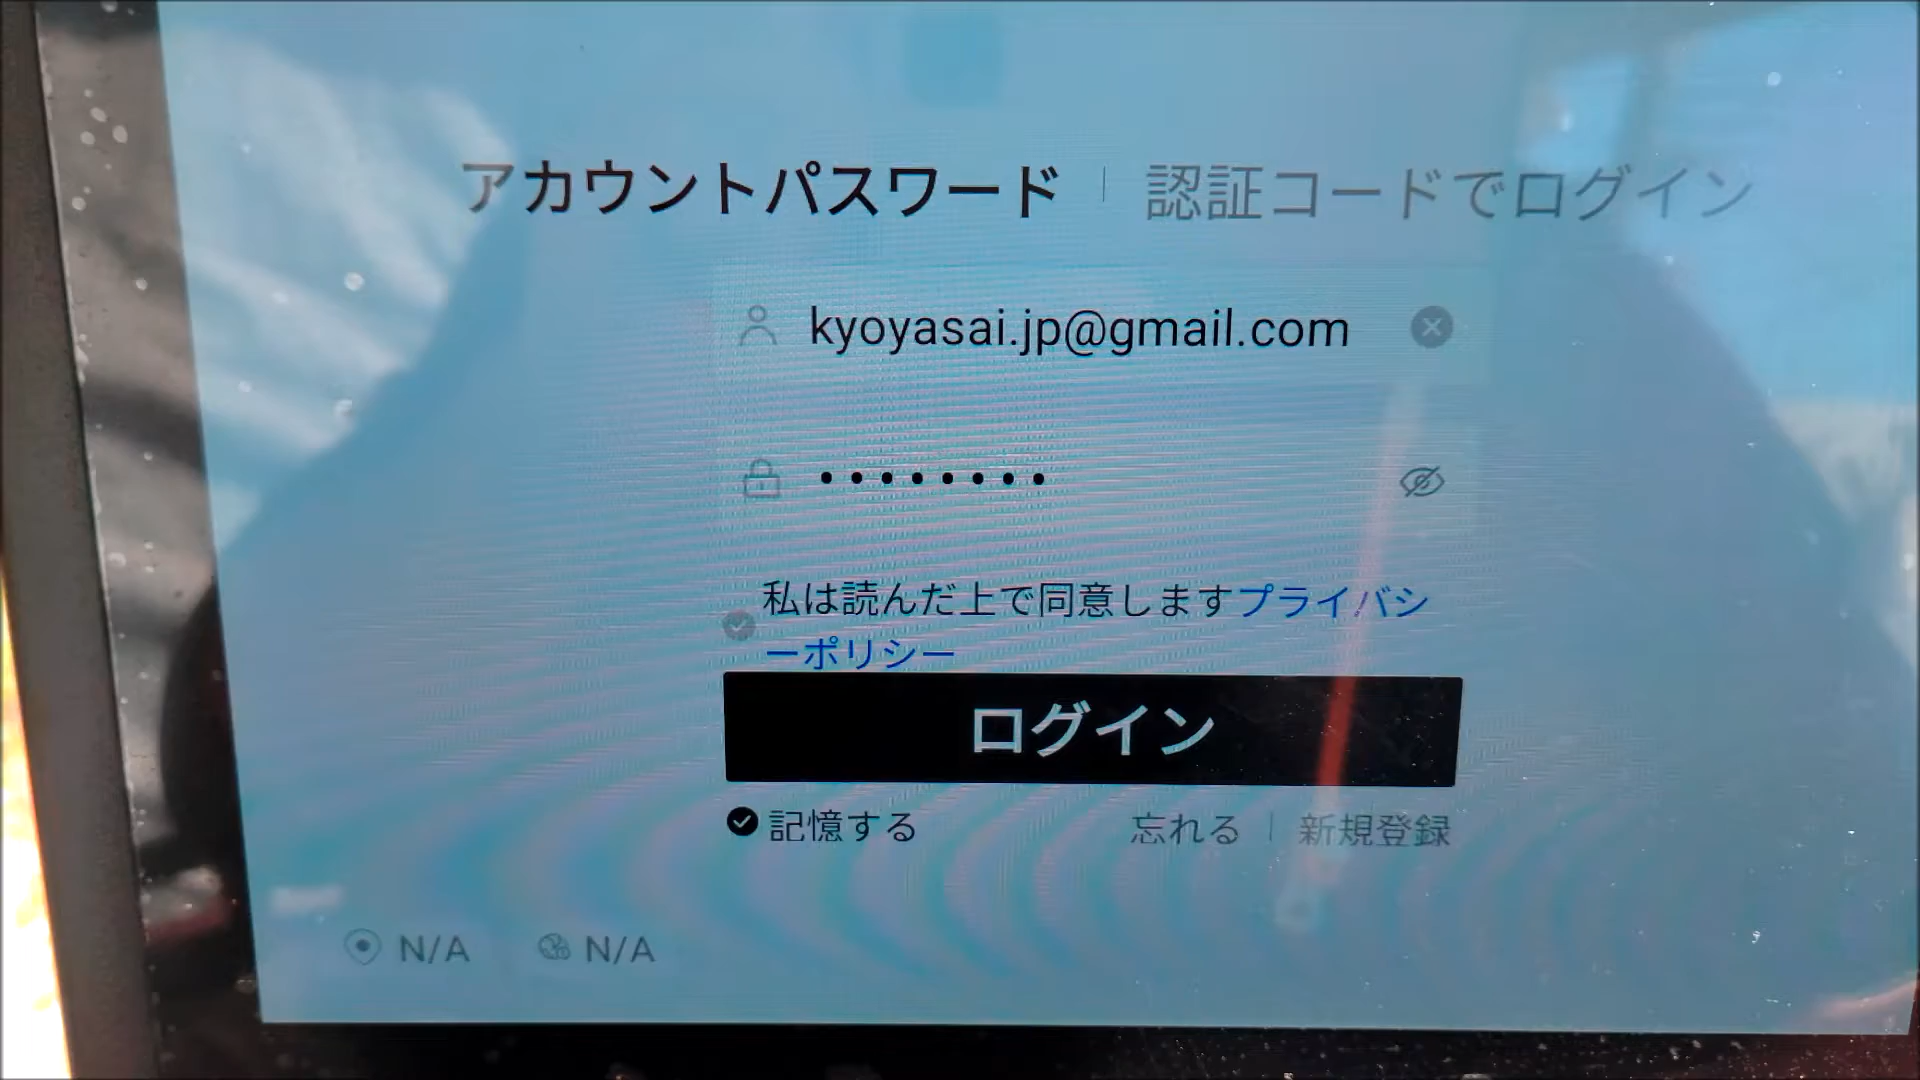 アカウントパスワード | 認証コードでログイン
kyoyasai.jp@gmail.com
••••••••
私は読んだ上で同意しますプライバシ
ーポリシー
ログイン
記憶する 忘れる | 新規登録
N/A N/A